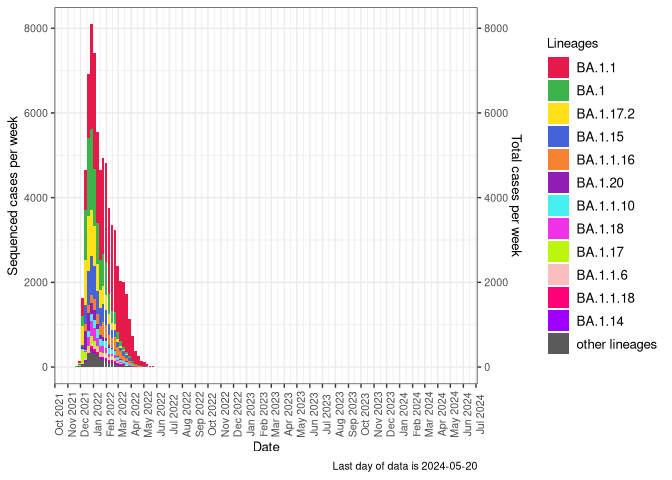 Sequenced cases per week
8000
6000
4000
2000
0
8000
6000
4000
2000
0
Total cases per week
Oct 2021
Nov 2021
Dec 2021
Jan 2022
Feb 2022
Mar 2022
Apr 2022
May 2022
Jun 2022
Jul 2022
Aug 2022
Sep 2022
Oct 2022
Nov 2022
Dec 2022
Jan 2023
Feb 2023
Mar 2023
Apr 2023
May 2023
Jun 2023
Jul 2023
Aug 2023
Sep 2023
Oct 2023
Nov 2023
Dec 2023
Jan 2024
Feb 2024
Mar 2024
Apr 2024
May 2024
Jun 2024
Jul 2024
Date
Last day of data is 2024-05-20
Lineages
BA.1.1
BA.1
BA.1.17.2
BA.1.15
BA.1.1.16
BA.1.20
BA.1.1.10
BA.1.18
BA.1.17
BA.1.1.6
BA.1.1.18
BA.1.14
other lineages